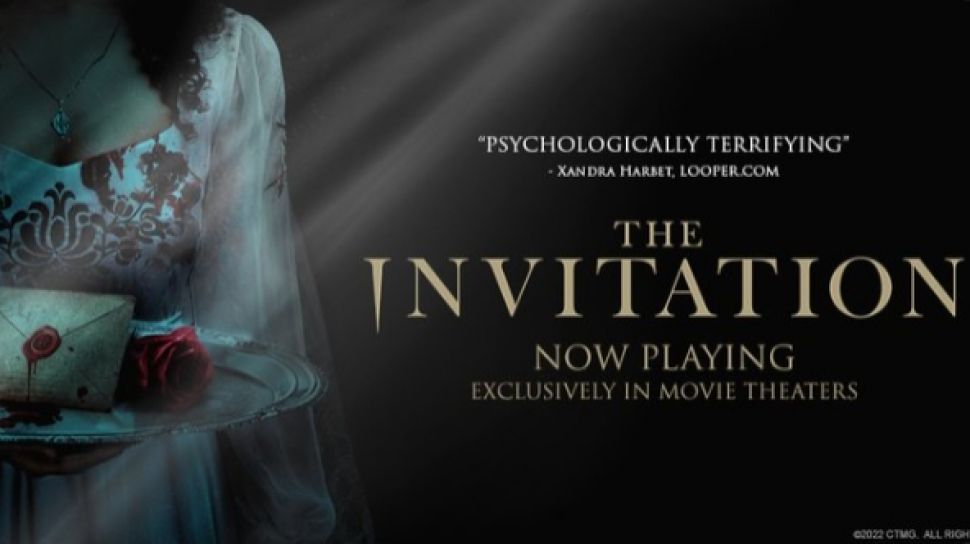 “PSYCHOLOGICALLY TERRIFYING”
- XANDRA HARBET, LOOPER.COM
THE
INVITATION
NOW PLAYING
EXCLUSIVELY IN MOVIE THEATERS
©2022 CTMG. ALL RIGH